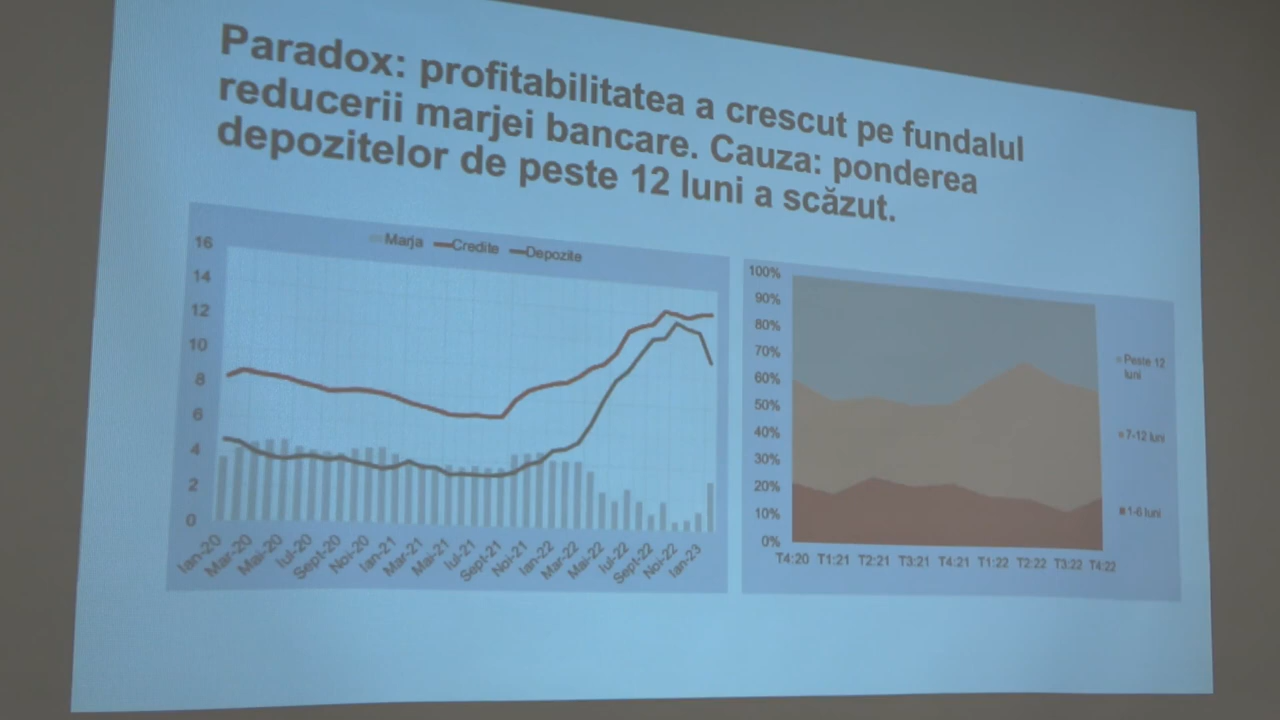 Paradox: profitabilitatea a crescut pe fundalul
reducerii marjei bancare. Cauza: ponderea
depozitelor de peste 12 luni a scăzut.
Marja Credite Depozite
16
14
12
10
8
6
4
2
0
Ian-20 Mar-20 Mai-20 Iul-20 Sept-20 Noi-20 Ian-21 Mar-21 Mai-21 Iul-21 Sept-21 Noi-21 Ian-22 Mar-22 Mai-22 Iul-22 Sept-22 Noi-22 Ian-23
100%
90%
80%
70%
60%
50%
40%
30%
20%
10%
0%
T4:20 T1:21 T2:21 T3:21 T4:21 T1:22 T2:22 T3:22 T4:22
Peste 12
luni
7-12 luni
1-6 luni